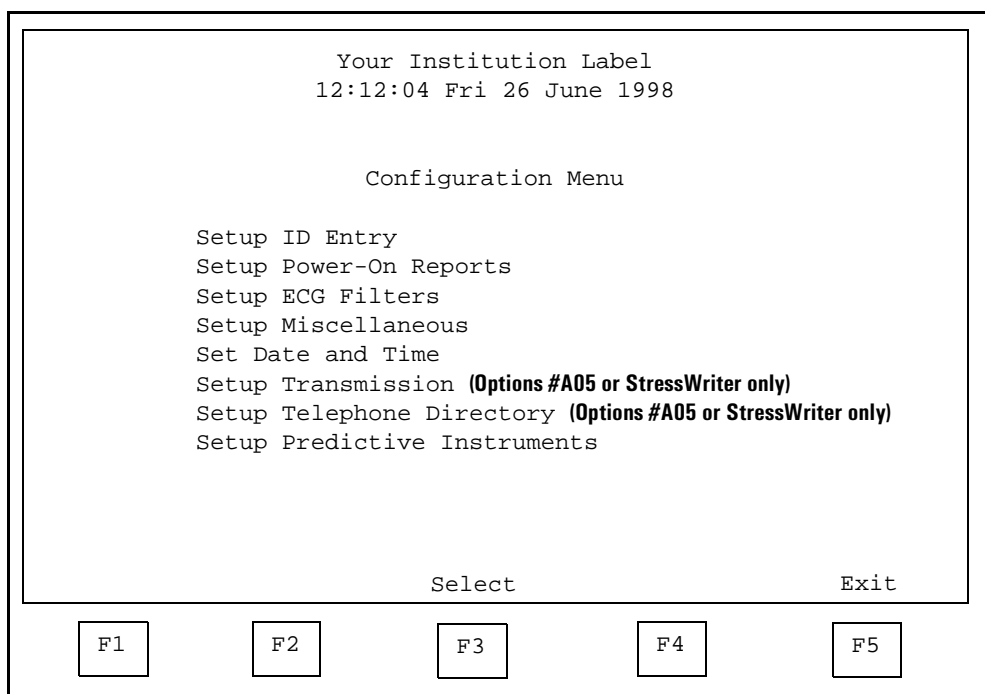 Your Institution Label
12:12:04 Fri 26 June 1998
Configuration Menu
Setup ID Entry
Setup Power-On Reports
Setup ECG Filters
Setup Miscellaneous
Set Date and Time
Setup Transmission (Options #A05 or StressWriter only)
Setup Telephone Directory (Options #A05 or StressWriter only)
Setup Predictive Instruments
Select Exit
F1 F2 F3 F4 F5